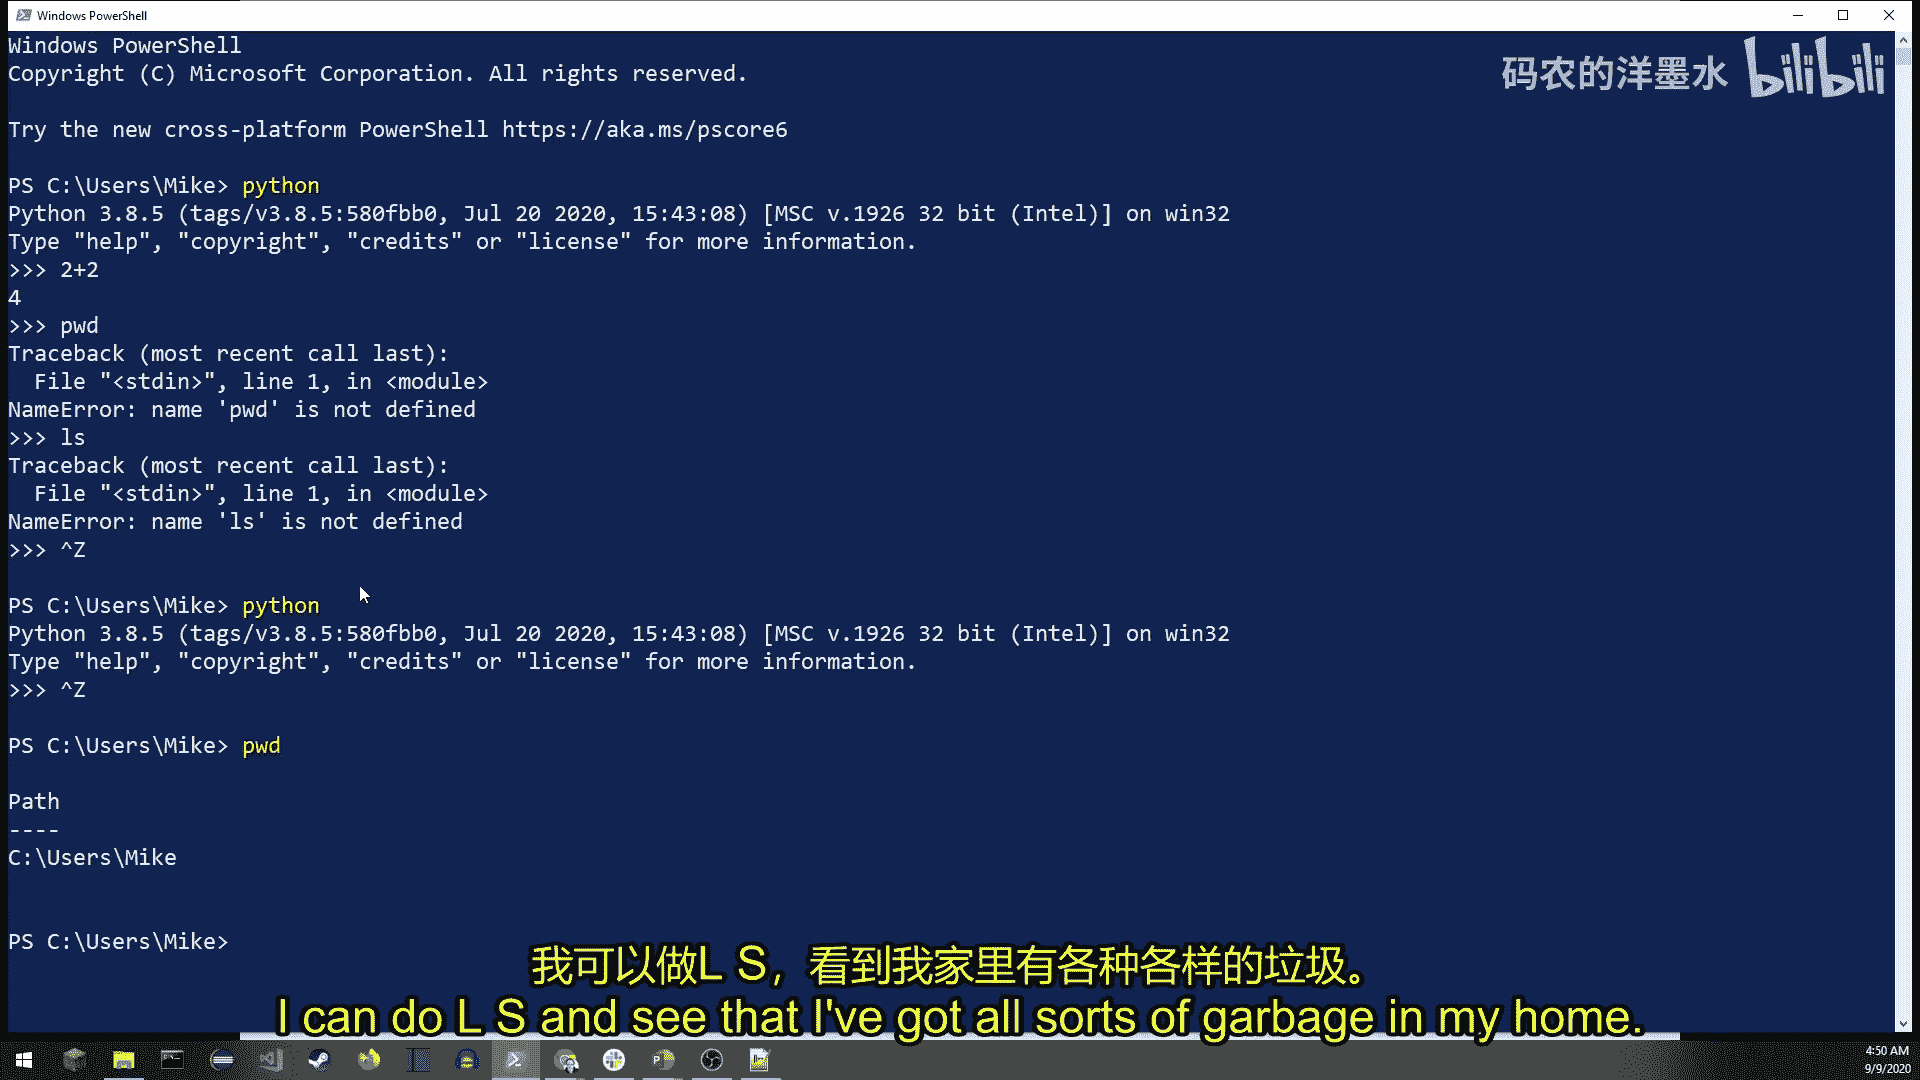 Windows PowerShell
Windows PowerShell
Copyright (C) Microsoft Corporation. All rights reserved.
码农的洋墨水 bilibili
Try the new cross-platform PowerShell https://aka.ms/pscore6
PS C:\Users\Mike> python
Python 3.8.5 (tags/v3.8.5:580fbb0, Jul 20 2020, 15:43:08) [MSC v.1926 32 bit (Intel)] on win32
Type "help", "copyright", "credits" or "license" for more information.
>>> 2+2
4
>>> pwd
Traceback (most recent call last):
  File "<stdin>", line 1, in <module>
NameError: name 'pwd' is not defined
>>> ls
Traceback (most recent call last):
  File "<stdin>", line 1, in <module>
NameError: name 'ls' is not defined
>>> ^Z
PS C:\Users\Mike> python
Python 3.8.5 (tags/v3.8.5:580fbb0, Jul 20 2020, 15:43:08) [MSC v.1926 32 bit (Intel)] on win32
Type "help", "copyright", "credits" or "license" for more information.
>>> ^Z
PS C:\Users\Mike> pwd
Path
----
C:\Users\Mike
PS C:\Users\Mike>
我可以做L S，看到我家里有各种各样的垃圾。
I can do L S and see that I've got all sorts of garbage in my home.
4:50 AM
9/9/2020